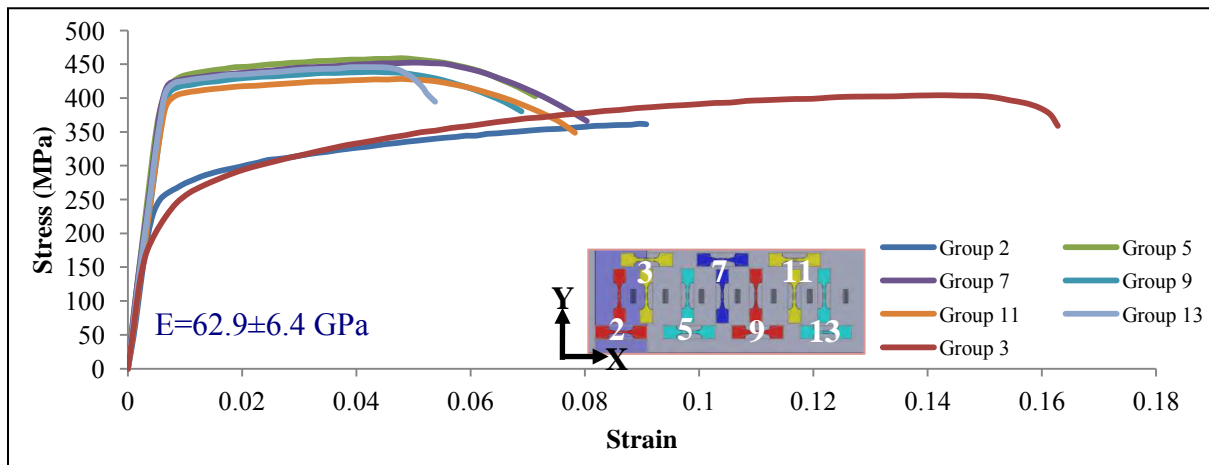 500
450
400
350
300
250
200
150
100
50
0
Stress (MPa)
E=62.9±6.4 GPa
Y
X
3
7
11
2
5
9
13
Group 2
Group 5
Group 7
Group 9
Group 11
Group 13
Group 3
0
0.02
0.04
0.06
0.08
0.1
0.12
0.14
0.16
0.18
Strain